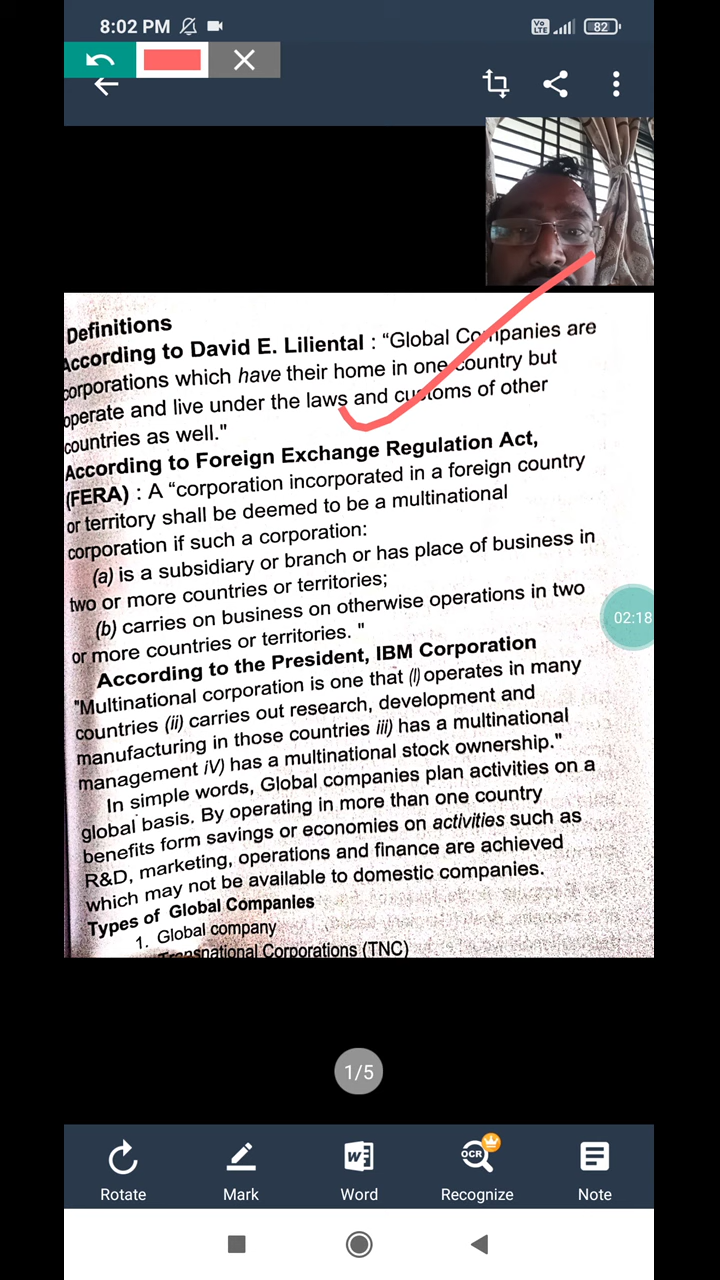 8:02 PM
Vo LTE
82
Definitions
According to David E. Liliental : “Global Companies are
corporations which have their home in one country but
operate and live under the laws and customs of other
countries as well."
According to Foreign Exchange Regulation Act,
(FERA) : A “corporation incorporated in a foreign country
or territory shall be deemed to be a multinational
corporation if such a corporation:
(a) is a subsidiary or branch or has place of business in
two or more countries or territories;
(b) carries on business on otherwise operations in two
or more countries or territories. "
According to the President, IBM Corporation
"Multinational corporation is one that (I) operates in many
countries (ii) carries out research, development and
manufacturing in those countries iii) has a multinational
management iV) has a multinational stock ownership."
In simple words, Global companies plan activities on a
global basis. By operating in more than one country
benefits form savings or economies on activities such as
R&D, marketing, operations and finance are achieved
which may not be available to domestic companies.
Types of Global Companies
1. Global company
Transnational Corporations (TNC)
02:18
1/5
Rotate
Mark
W
Word
OCR
Recognize
Note